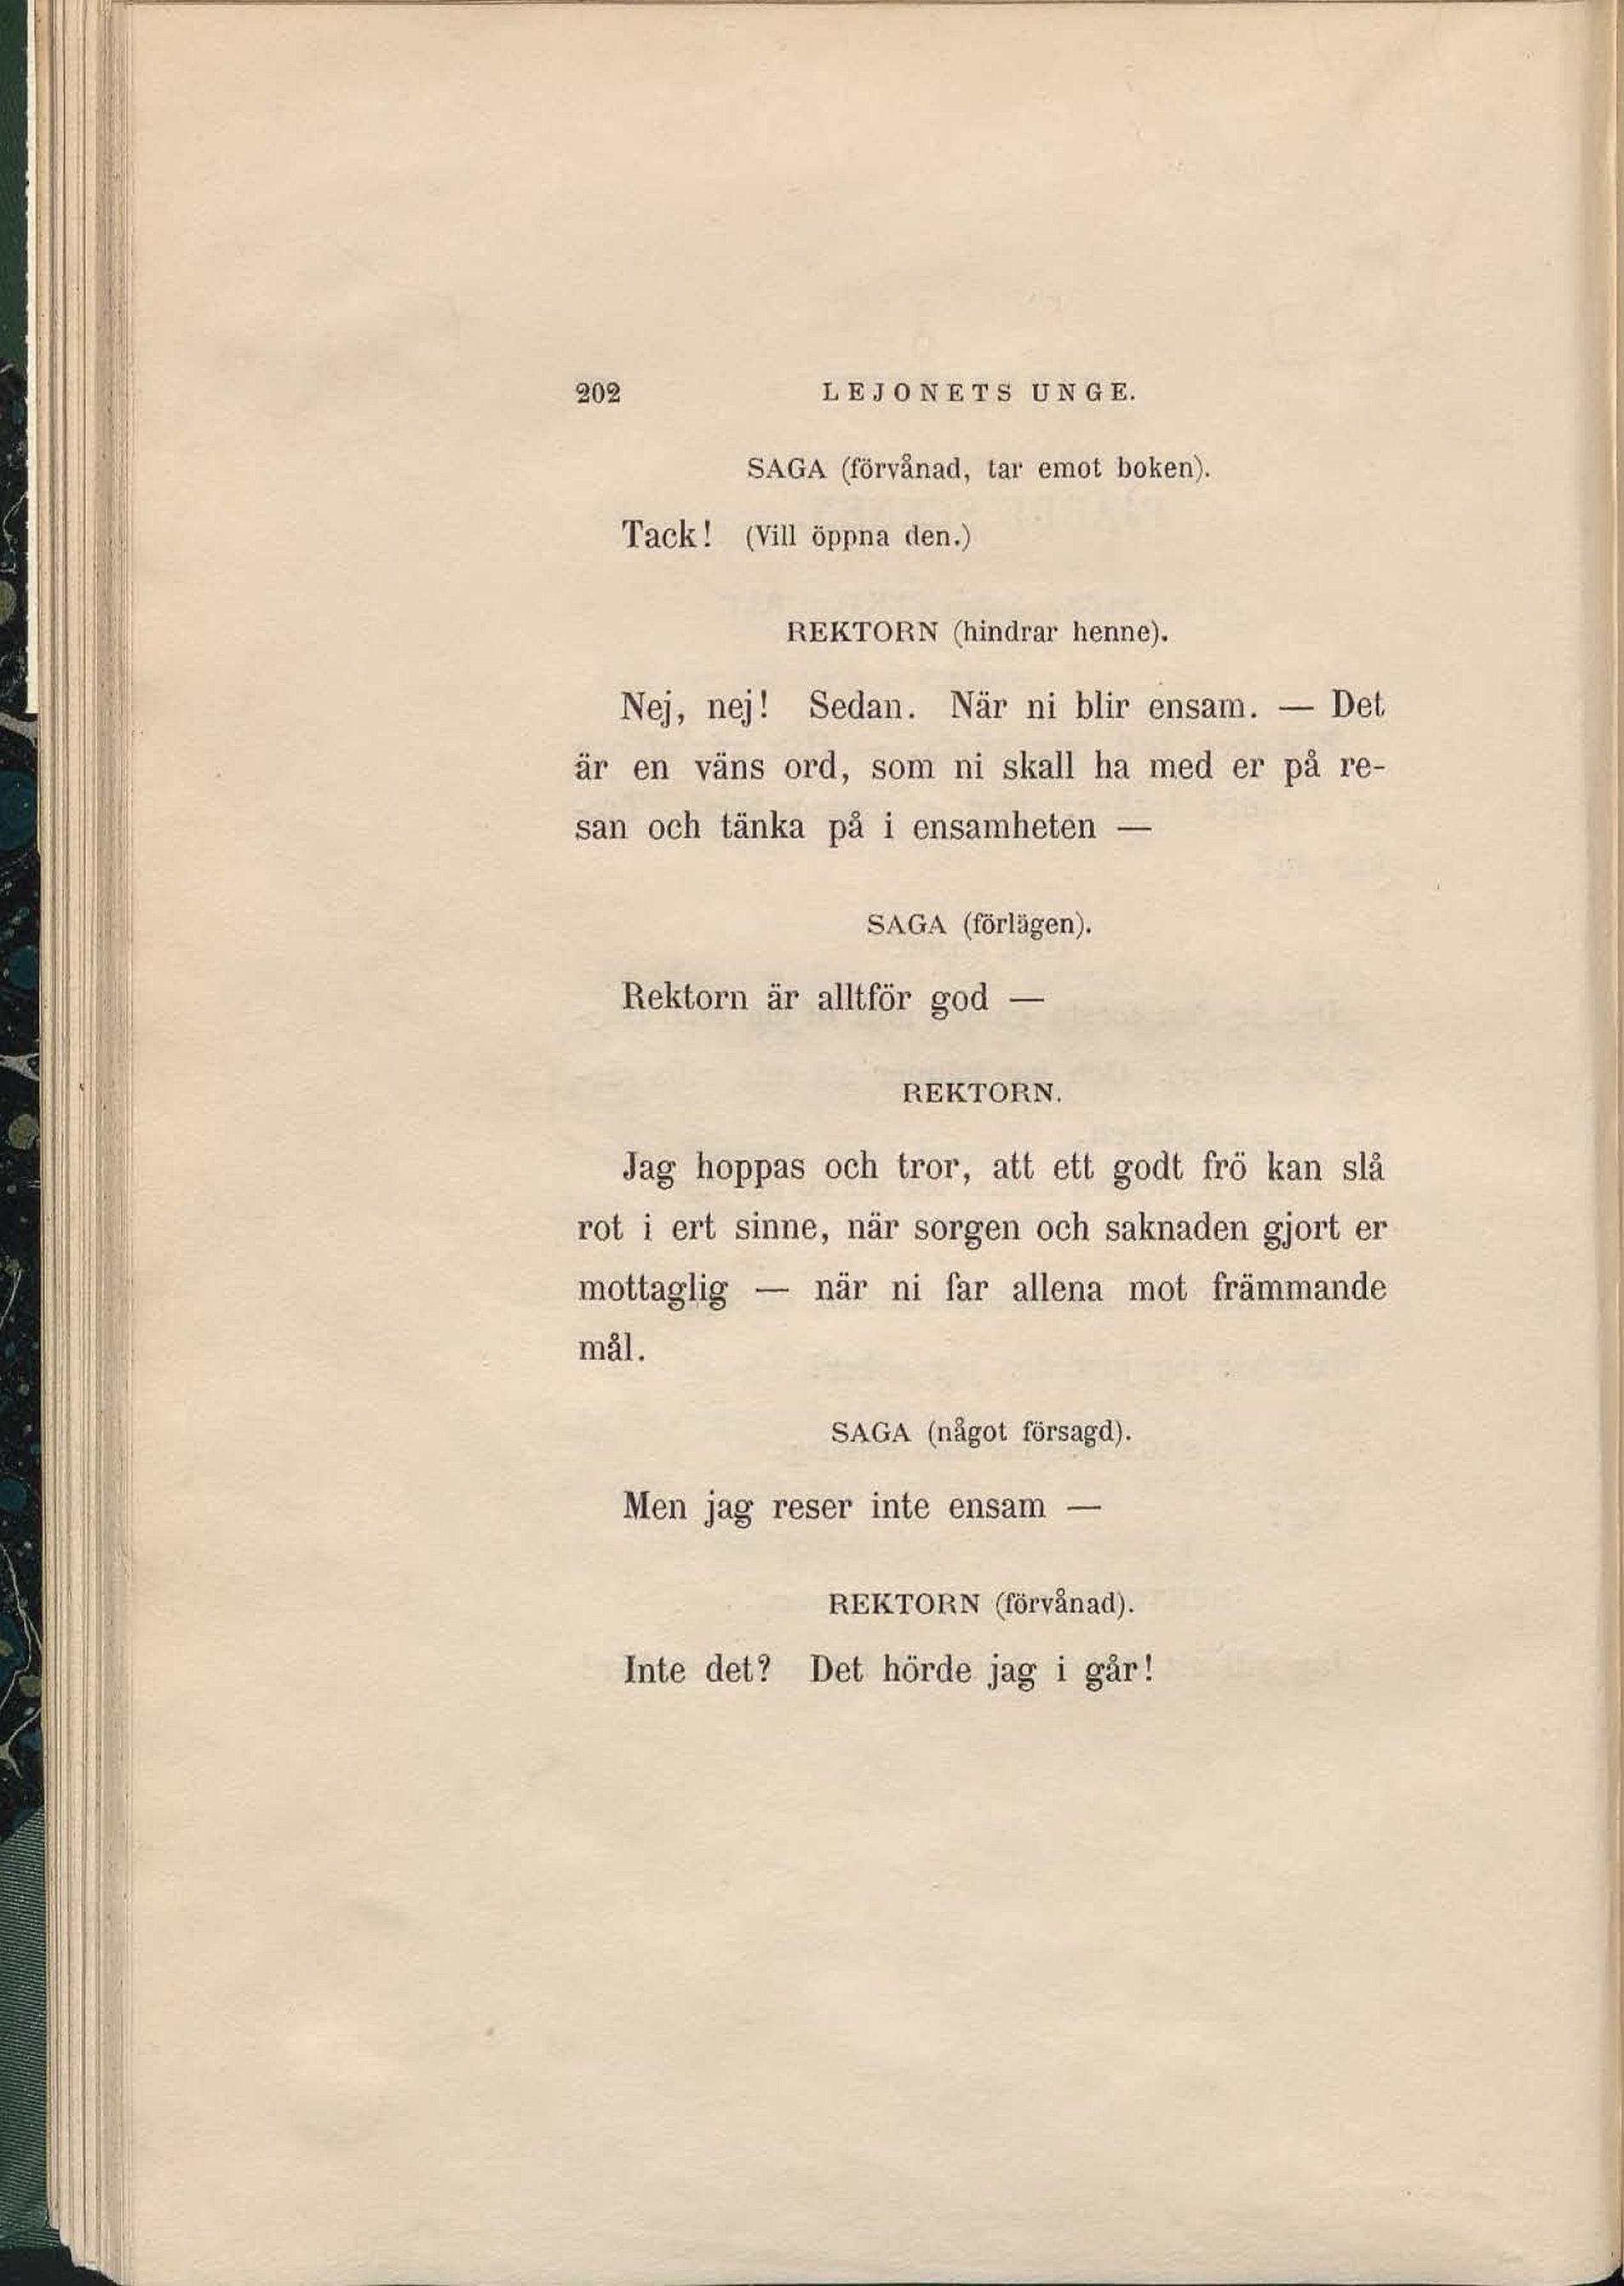 202 LEJONETS UNGE.
SAGA (förvånad, tar emot boken).
Tack! (Vill öppna den.)
REKTORN (hindrar henne).
Nej, nej! Sedan. När ni blir ensam. — Det
är en väns ord, som ni skall ha med er på re-
san och tänka på i ensamheten —
SAGA (förlägen).
Rektorn är alltför god —
REKTORN.
Jag hoppas och tror, att ett godt frö kan slå
rot i ert sinne, när sorgen och saknaden gjort er
mottaglig — när ni far allena mot främmande
mål.
SAGA (något försagd).
Men jag reser inte ensam —
REKTORN (förvånad).
Inte det? Det hörde jag i går!